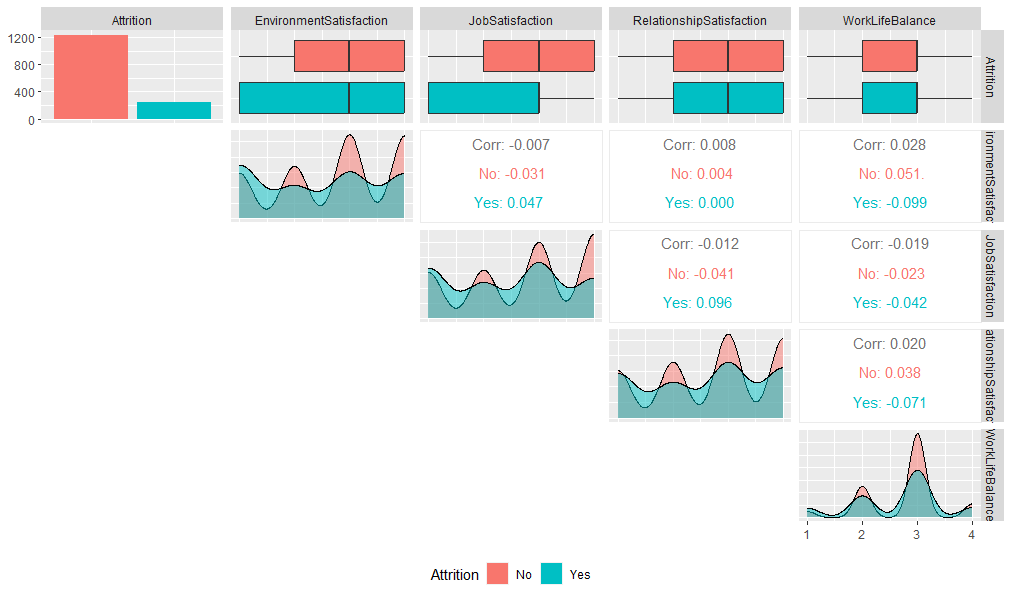 Attrition
EnvironmentSatisfaction
JobSatisfaction
RelationshipSatisfaction
WorkLifeBalance
1200
800
400
0
Attrition
Corr: -0.007
No: -0.031
Yes: 0.047
Corr: 0.008
No: 0.004
Yes: 0.000
Corr: 0.028
No: 0.051.
Yes: -0.099
ironmentSatisfac
Corr: -0.012
No: -0.041
Yes: 0.096
Corr: -0.019
No: -0.023
Yes: -0.042
JobSatisfaction
Corr: 0.020
No: 0.038
Yes: -0.071
ationshipSatisfac
WorkLifeBalance
1 2 3 4
Attrition No Yes